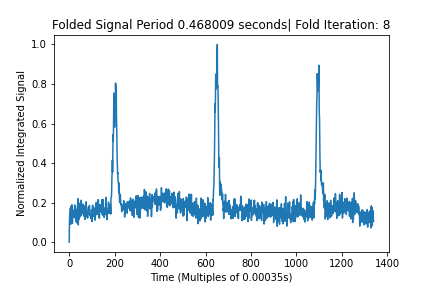 Folded Signal Period 0.468009 seconds| Fold Iteration: 8
Normalized Integrated Signal
1.0
0.8
0.6
0.4
0.2
0.0
0 200 400 600 800 1000 1200 1400
Time (Multiples of 0.00035s)